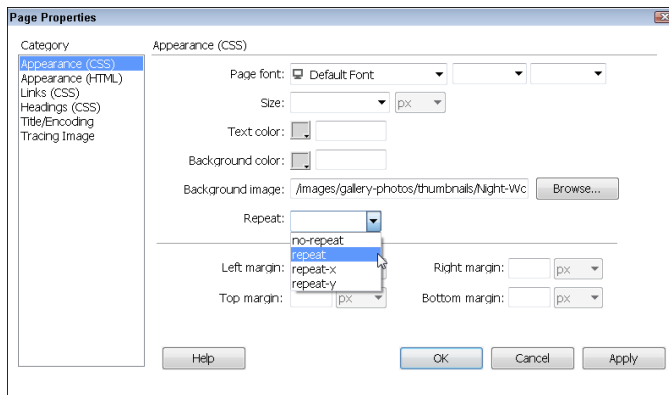 Page Properties
Category
Appearance (CSS)
Appearance (HTML)
Links (CSS)
Headings (CSS)
Title/Encoding
Tracing Image
Appearance (CSS)
Page font: Default Font
Size: px
Text color:
Background color:
Background image: /images/gallery-photos/thumbnails/Night-Wc Browse...
Repeat:
no-repeat
repeat
repeat-x
repeat-y
Left margin: Right margin: px
Top margin: px Bottom margin: px
Help OK Cancel Apply